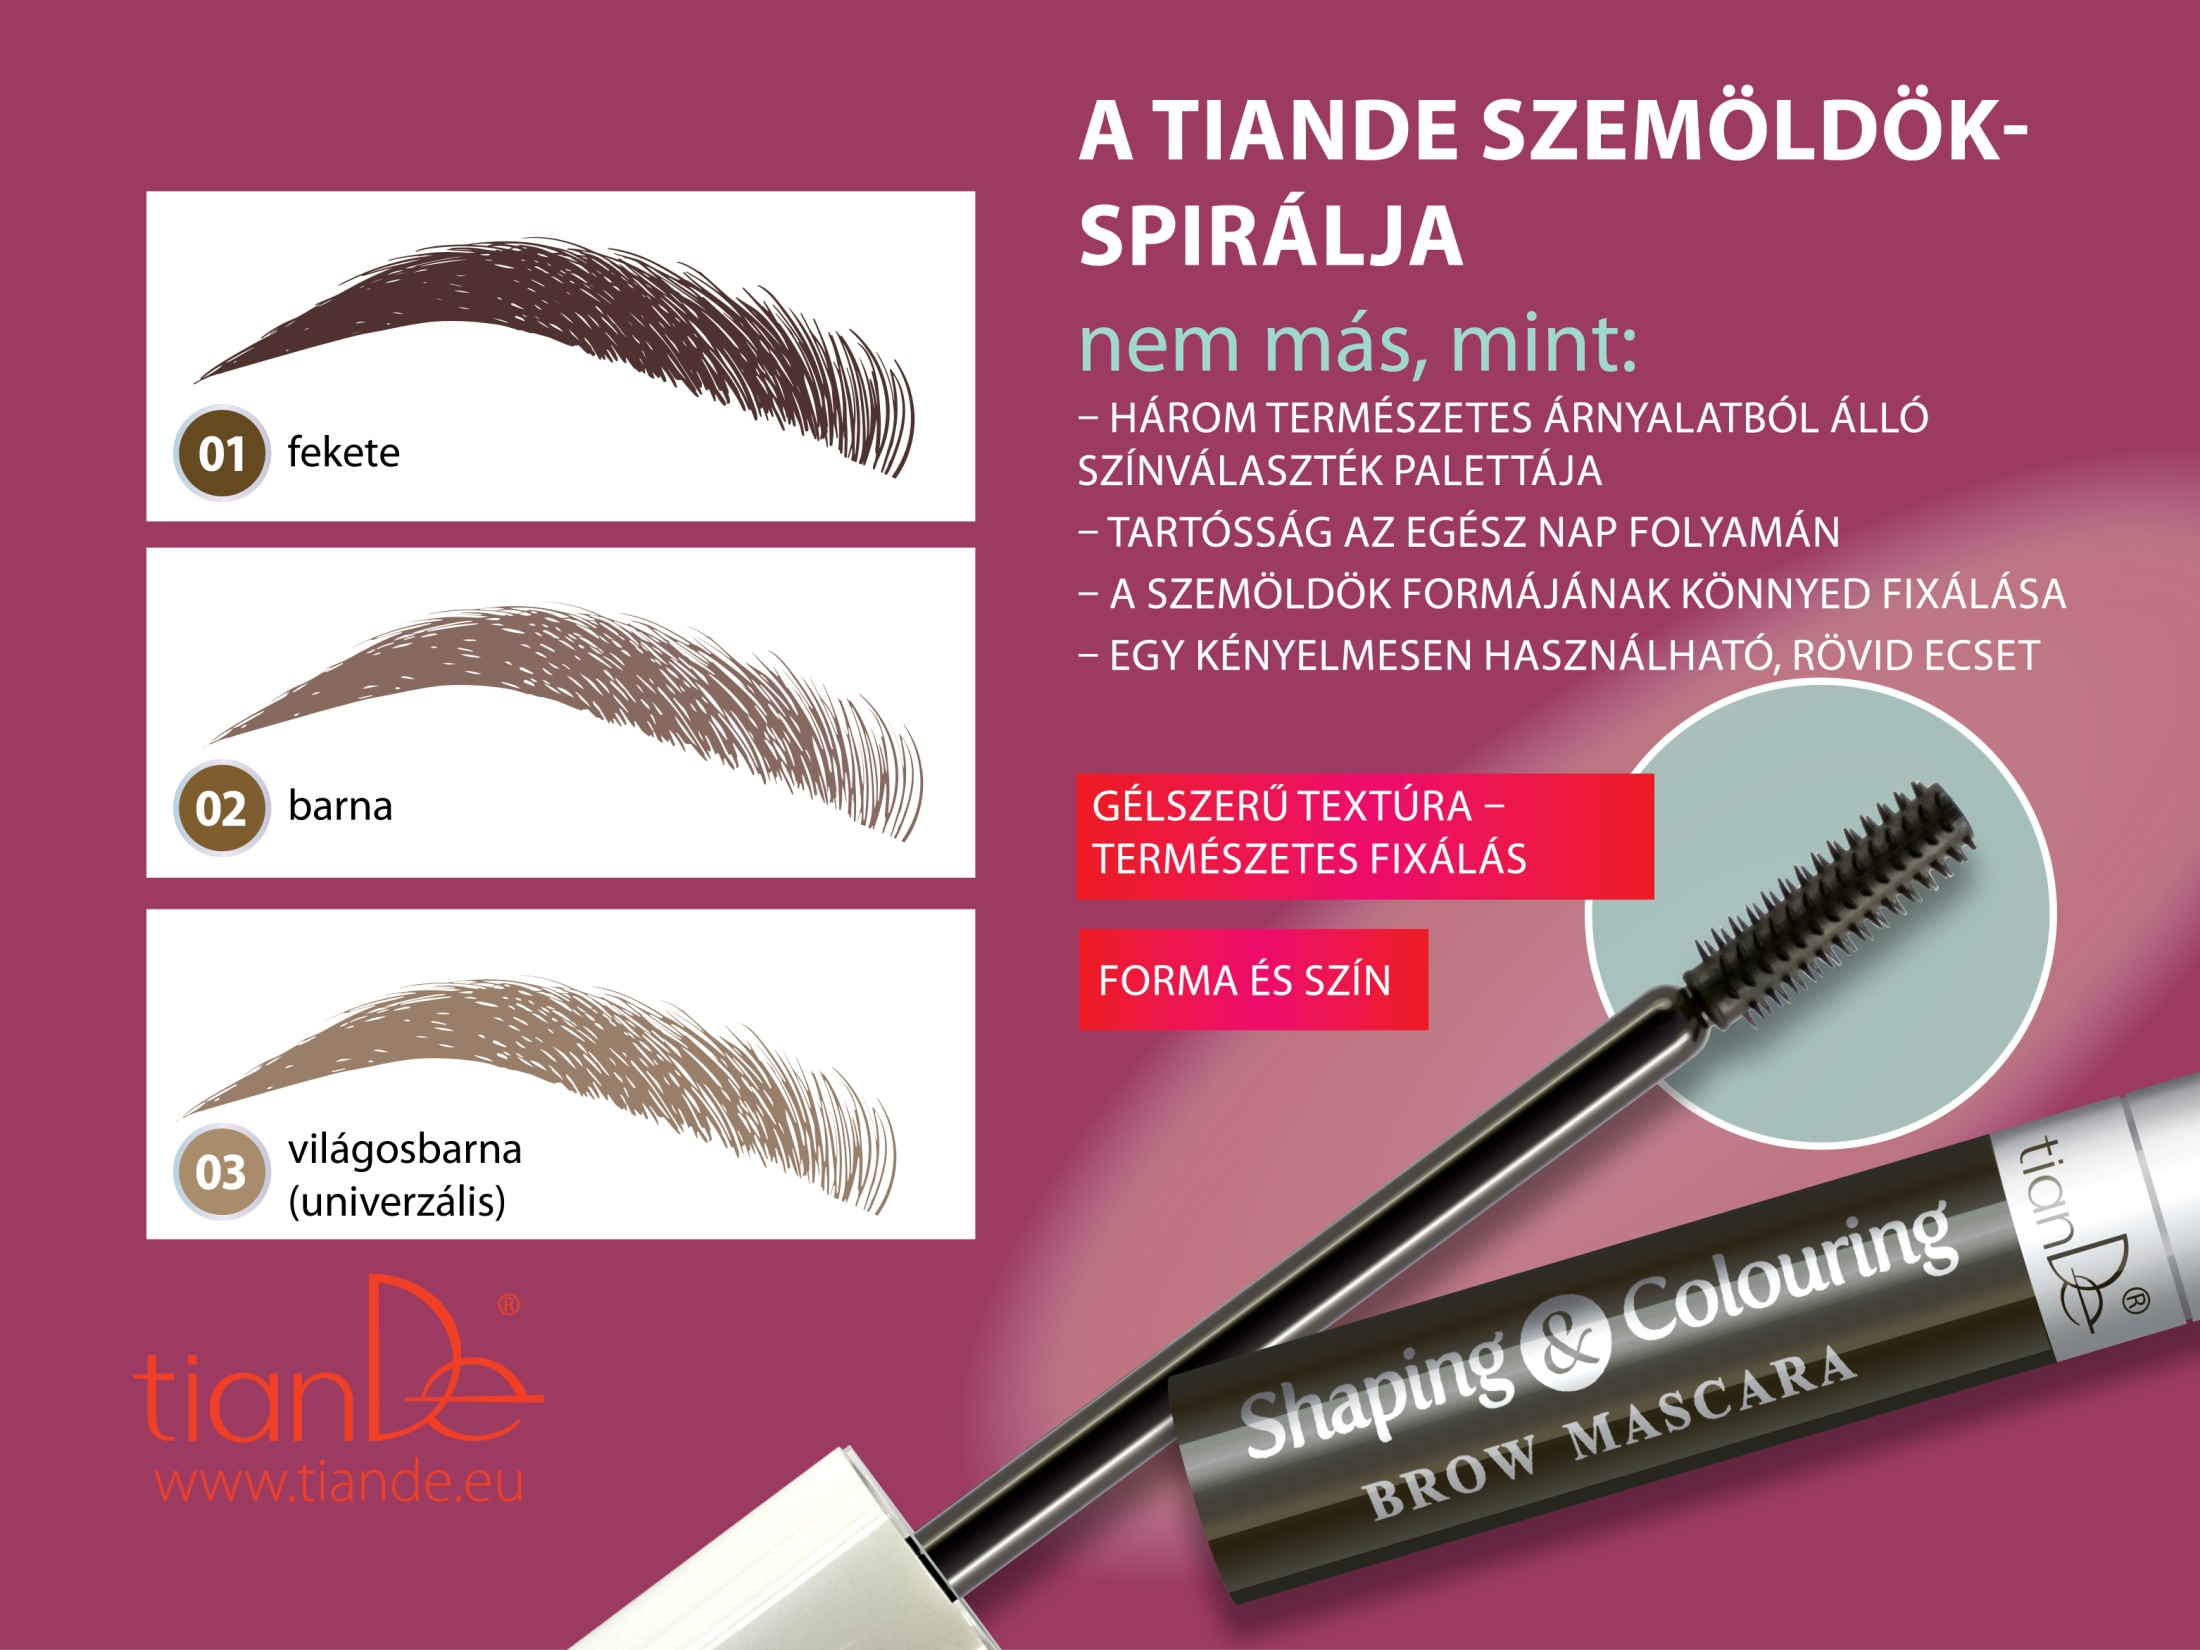 A TIANDE SZEMÖLDÖK-
SPIRÁLJA
nem más, mint:
– HÁROM TERMÉSZETES ÁRNYALATBÓL ÁLLÓ
SZÍNVÁLASZTÉK PALETTÁJA
– TARTÓSSÁG AZ EGÉSZ NAP FOLYAMÁN
– A SZEMÖLDÖK FORMÁJÁNAK KÖNNYED FIXÁLÁSA
– EGY KÉNYELMESEN HASZNÁLHATÓ, RÖVID ECSET
GÉLSZERŰ TEXTÚRA –
TERMÉSZETES FIXÁLÁS
FORMA ÉS SZÍN
01 fekete
02 barna
03 világosbarna
(univerzális)
tianDe®
www.tiande.eu
Shaping & Colouring
BROW MASCARA
tianDe®